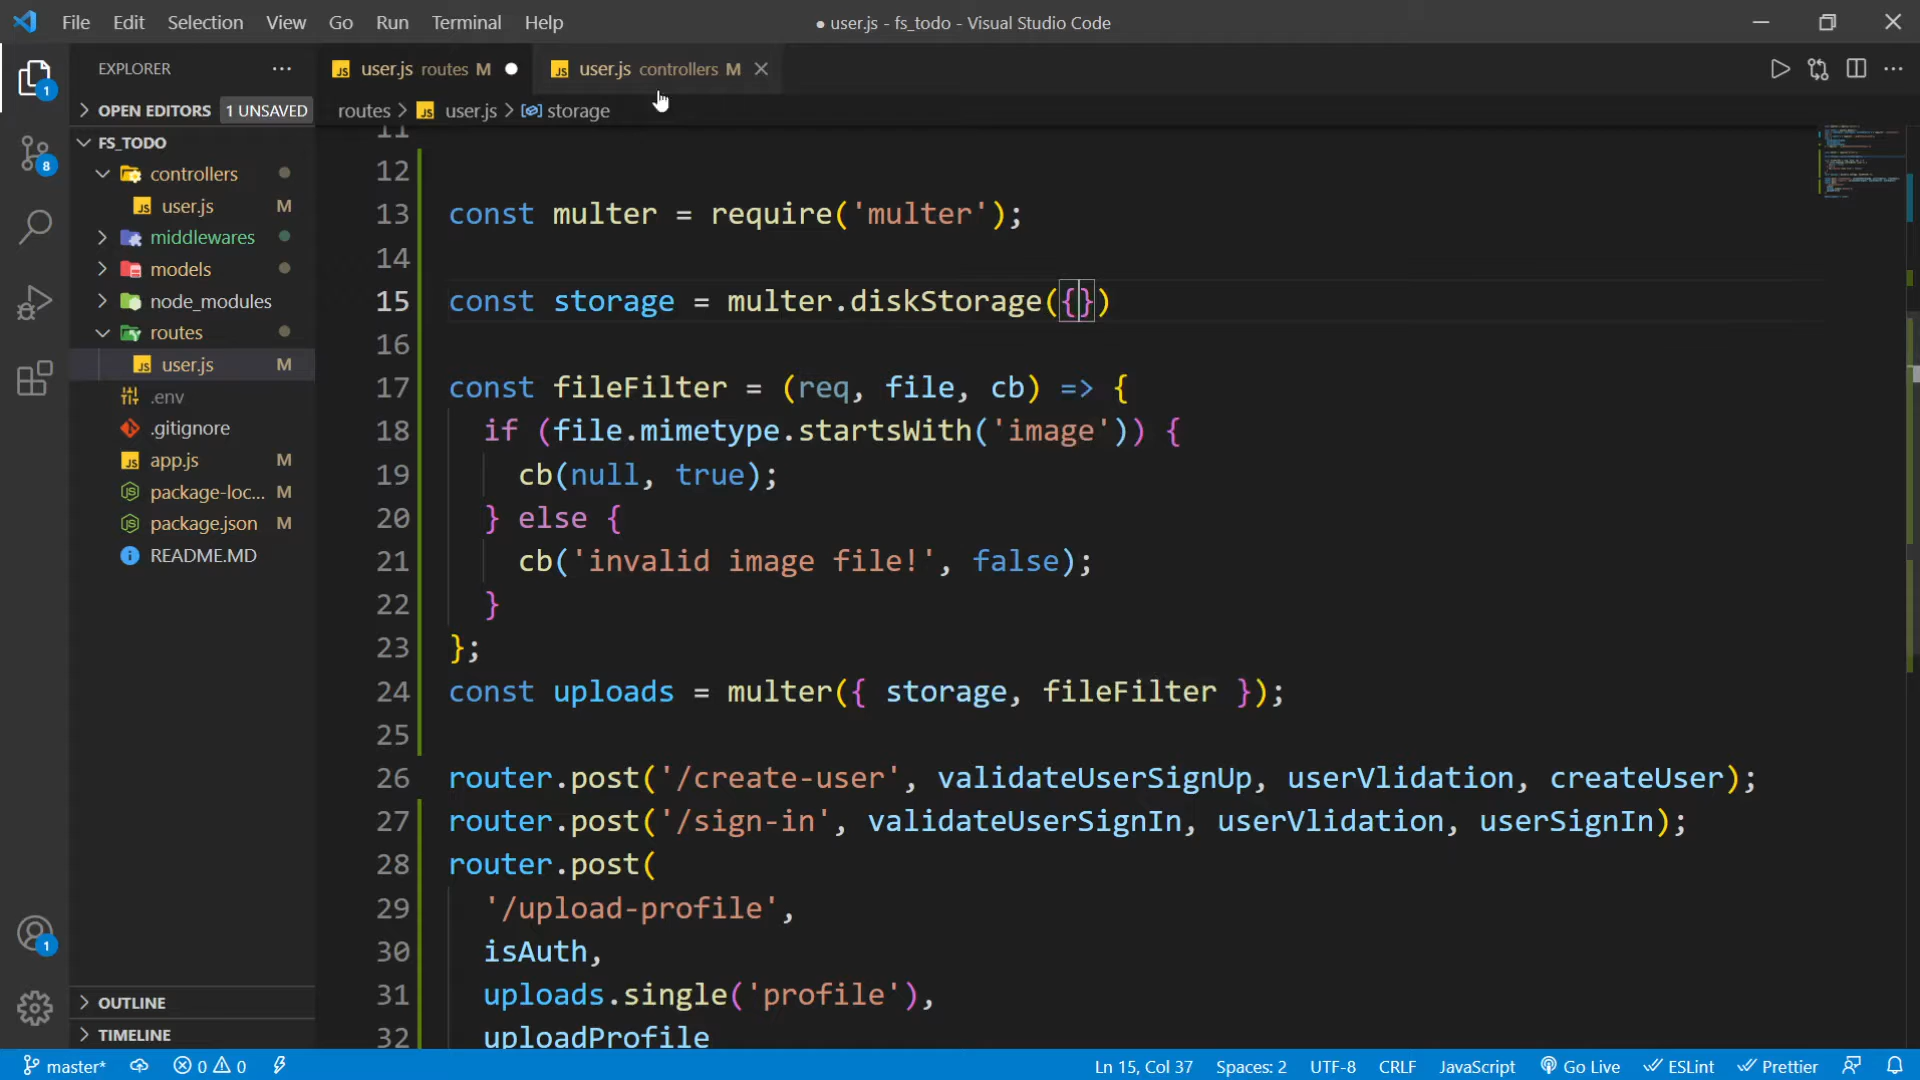 File Edit Selection View Go Run Terminal Help ● user.js - fs_todo - Visual Studio Code
EXPLORER ···
user.js routes M ●
user.js controllers M
OPEN EDITORS 1 UNSAVED
routes > user.js > storage
FS_TODO
controllers
user.js M
middlewares
models
node_modules
routes
user.js M
.env
.gitignore
app.js M
package-loc... M
package.json M
README.MD
OUTLINE
TIMELINE
1
8
1
11
12
13 const multer = require('multer');
14
15 const storage = multer.diskStorage({})
16
17 const fileFilter = (req, file, cb) => {
18 if (file.mimetype.startsWith('image')) {
19 cb(null, true);
20 } else {
21 cb('invalid image file!', false);
22 }
23 };
24 const uploads = multer({ storage, fileFilter });
25
26 router.post('/create-user', validateUserSignUp, userVlidation, createUser);
27 router.post('/sign-in', validateUserSignIn, userVlidation, userSignIn);
28 router.post(
29 '/upload-profile',
30 isAuth,
31 uploads.single('profile'),
32 uploadProfile
master* 0 0 Ln 15, Col 37 Spaces: 2 UTF-8 CRLF JavaScript Go Live ESLint Prettier